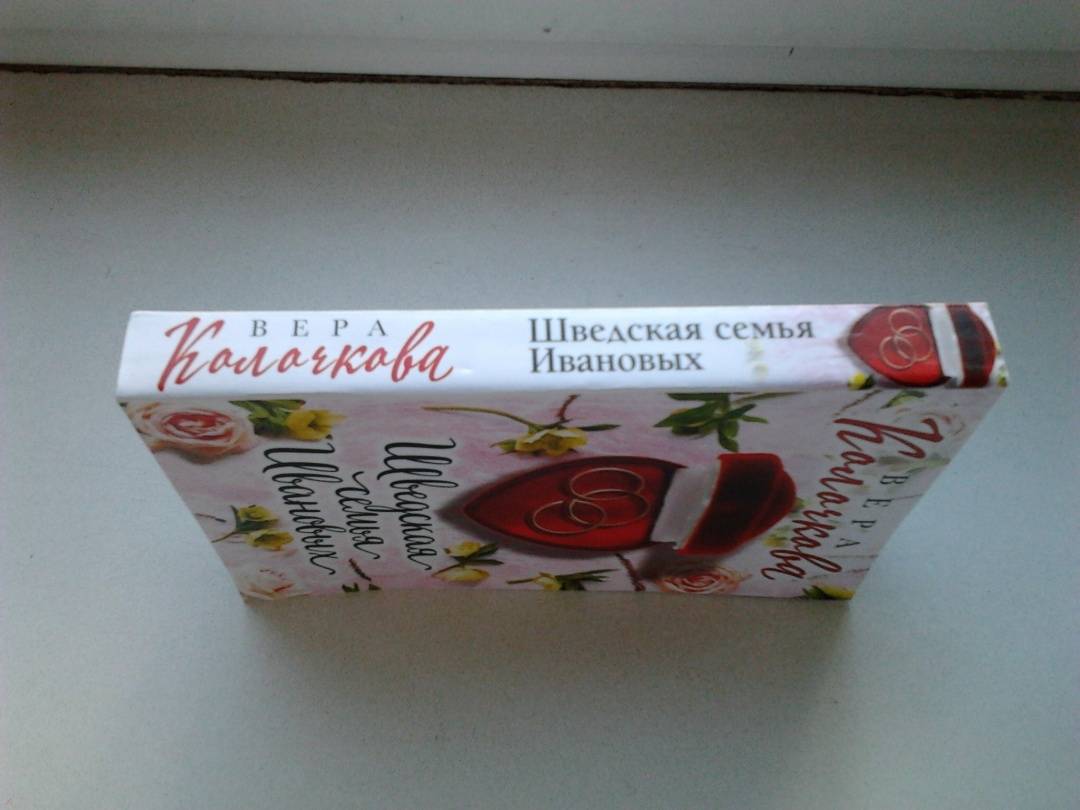 ВЕРА
Колочкова
Шведская семья
Ивановых
ВЕРА
Колочкова
Шведская
семья
Ивановых